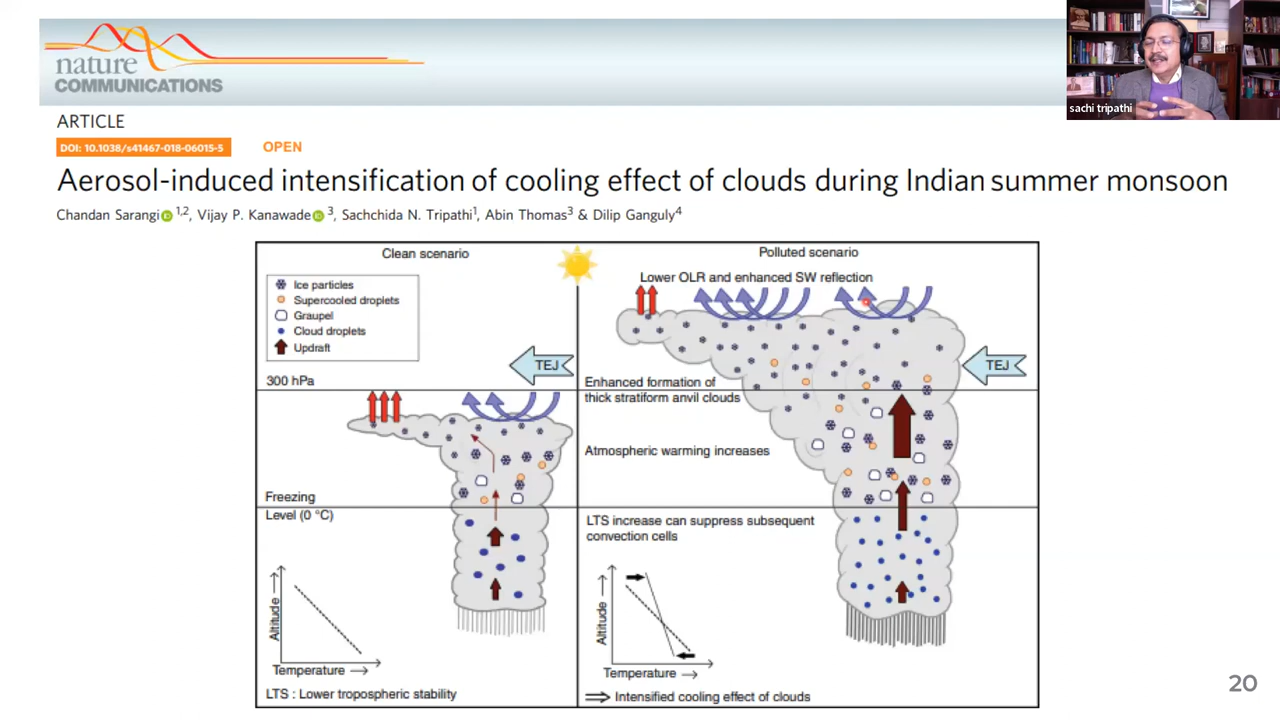 nature
COMMUNICATIONS
sachi tripathi
ARTICLE
DOI: 10.1038/s41467-018-06015-5
OPEN
Aerosol-induced intensification of cooling effect of clouds during Indian summer monsoon
Chandan Sarangi 1,2, Vijay P. Kanawade 3, Sachchida N. Tripathi1, Abin Thomas3 & Dilip Ganguly4
Clean scenario
Ice particles
Supercooled droplets
Graupel
Cloud droplets
Updraft
TEJ
300 hPa
Freezing
Level (0 °C)
Altitude
Temperature
LTS : Lower tropospheric stability
Polluted scenario
Lower OLR and enhanced SW reflection
TEJ
Enhanced formation of
thick stratiform anvil clouds
Atmospheric warming increases
LTS increase can suppress subsequent
convection cells
Altitude
Temperature
Intensified cooling effect of clouds
20